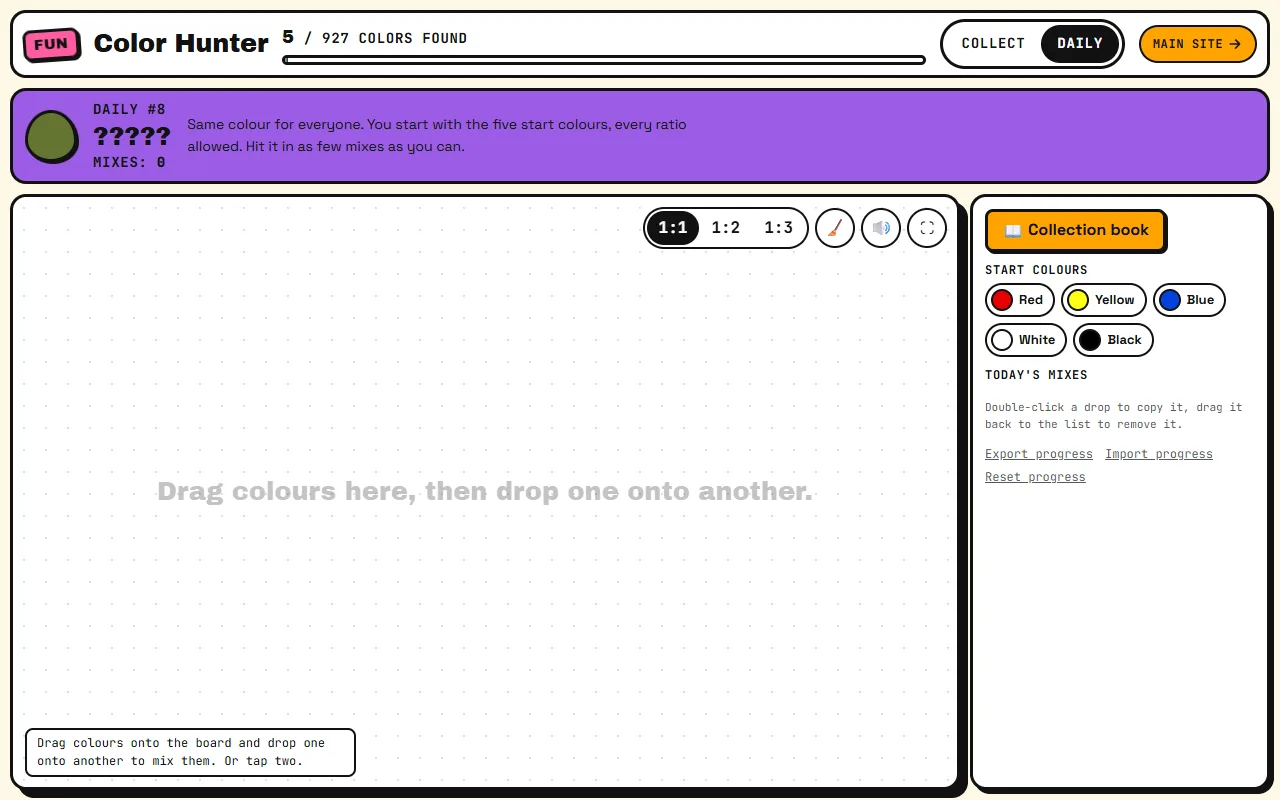 FUN
Color Hunter
5 / 927 COLORS FOUND
COLLECT
DAILY
MAIN SITE →
DAILY #8
?????
MIXES: 0
Same colour for everyone. You start with the five start colours, every ratio
allowed. Hit it in as few mixes as you can.
1:1
1:2
1:3
Drag colours here, then drop one onto another.
Drag colours onto the board and drop one
onto another to mix them. Or tap two.
Collection book
START COLOURS
Red
Yellow
Blue
White
Black
TODAY'S MIXES
Double-click a drop to copy it, drag it
back to the list to remove it.
Export progress
Import progress
Reset progress